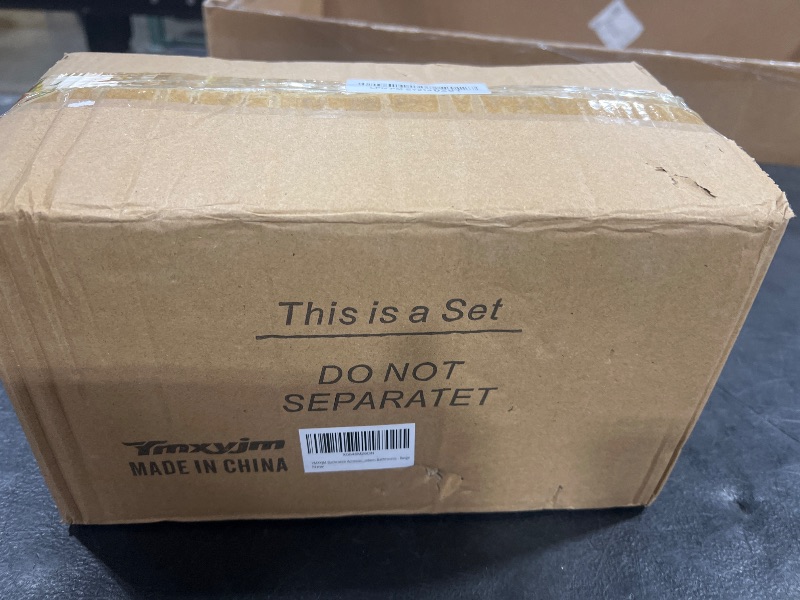 This is a Set
DO NOT
SEPARATET
Ymxyjm
MADE IN CHINA